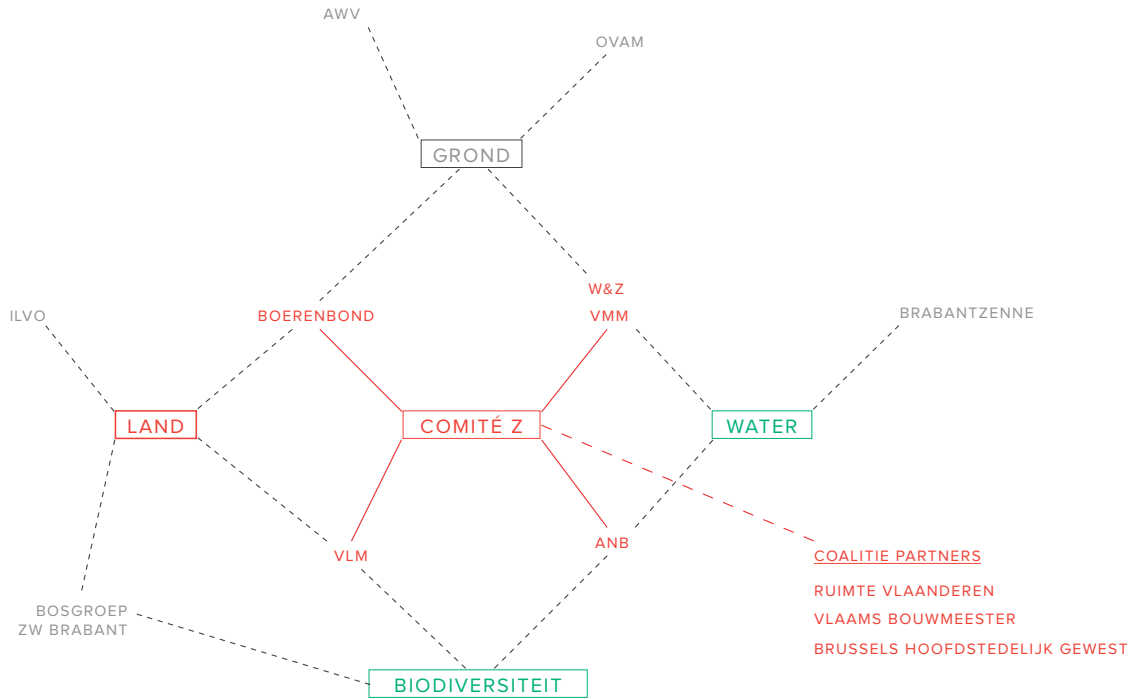 AWV
OVAM
GROND
W&Z
ILVO
BOERENBOND
VMM
BRABANTZENNE
LAND
COMITÉ Z
WATER
VLM
ANB
COALITIE PARTNERS
RUIMTE VLAANDEREN
VLAAMS BOUWMEESTER
BRUSSELS HOOFDSTEDELIJK GEWEST
BOSGROEP
ZW BRABANT
BIODIVERSITEIT